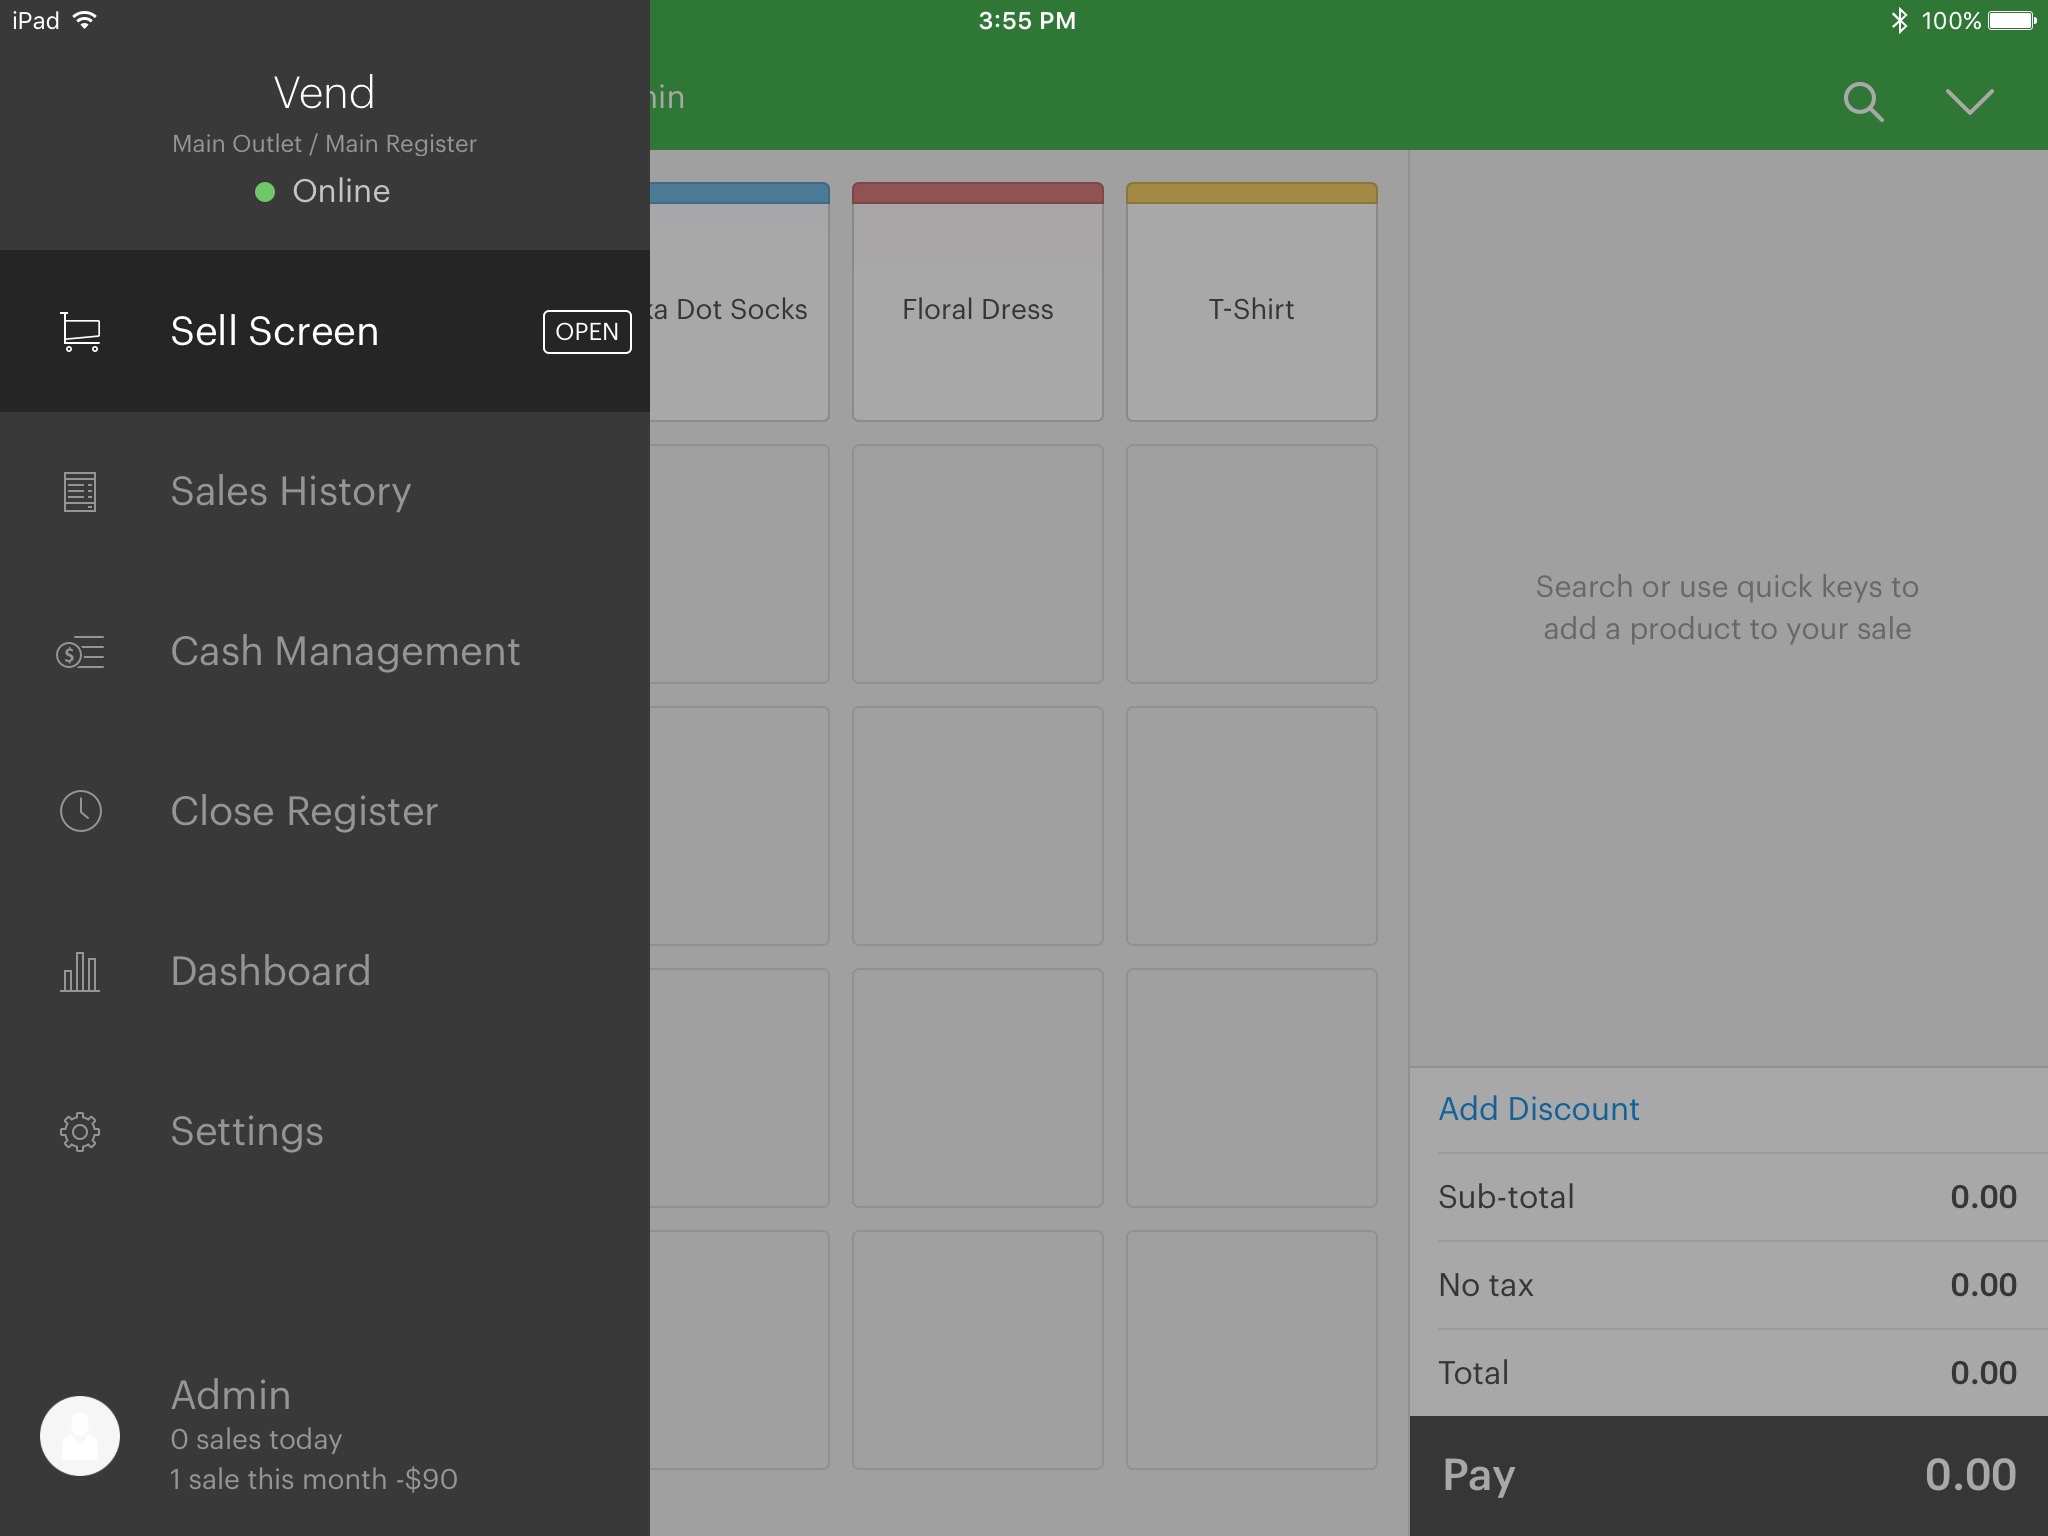 iPad
3:55 PM
100%
Vend
Main Outlet / Main Register
Online
Sell Screen
OPEN
Sales History
Cash Management
Close Register
Dashboard
Settings
Admin
0 sales today
1 sale this month -$90
in
a Dot Socks
Floral Dress
T-Shirt
Search or use quick keys to
add a product to your sale
Add Discount
Sub-total 0.00
No tax 0.00
Total 0.00
Pay 0.00